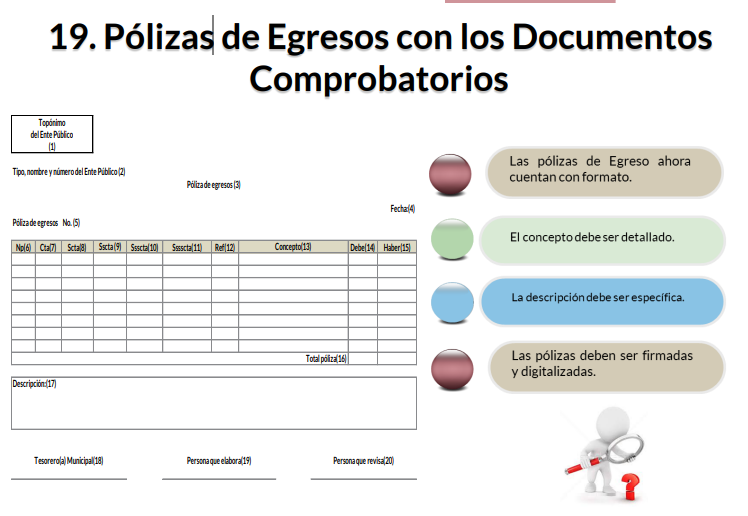 19. Pólizas de Egresos con los Documentos
Comprobatorios
Topónimo
del Ente Público
(1)
Tipo, nombre y número del Ente Público (2)
Póliza de egresos (3)
Fecha:(4)
Póliza de egresos No. (5)
Np(6) Cta(7) Scta(8) Sscta (9) Ssscta(10) Sssscta(11) Ref(12) Concepto(13) Debe(14) Haber(15)
Total póliza(16)
Descripción:(17)
Tesorero(a) Municipal(18) Persona que elabora(19) Persona que revisa(20)
Las pólizas de Egreso ahora
cuentan con formato.
El concepto debe ser detallado.
La descripción debe ser específica.
Las pólizas deben ser firmadas
y digitalizadas.
?